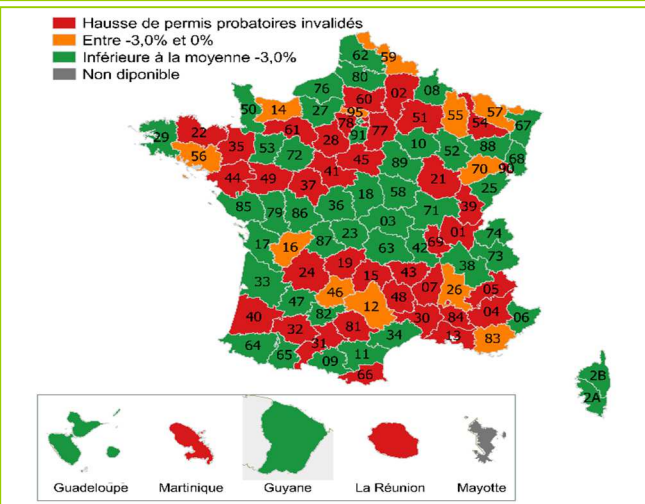 Hausse de permis probatoires invalidés
Entre -3,0% et 0%
Inférieure à la moyenne -3,0%
Non diponible
62 59
80
76 02 08
60
50 14 27 95 55 57
78 77 51 54 67
61 91
29 22 28 10 88
35 53 52 68
56 72 45 89 70 90
41
44 49 37 21 25
18 58
36 39
85 79 86 03 71
23 01 74
17 16 87 63 42 69
73
19 38
24 15 43
33 07 26 05
46 48
47 12
82 30 84 04 06
40 32 81 13
31 34 83
64 65 11
09
66
2B
2A
Guadeloupe Martinique Guyane La Réunion Mayotte